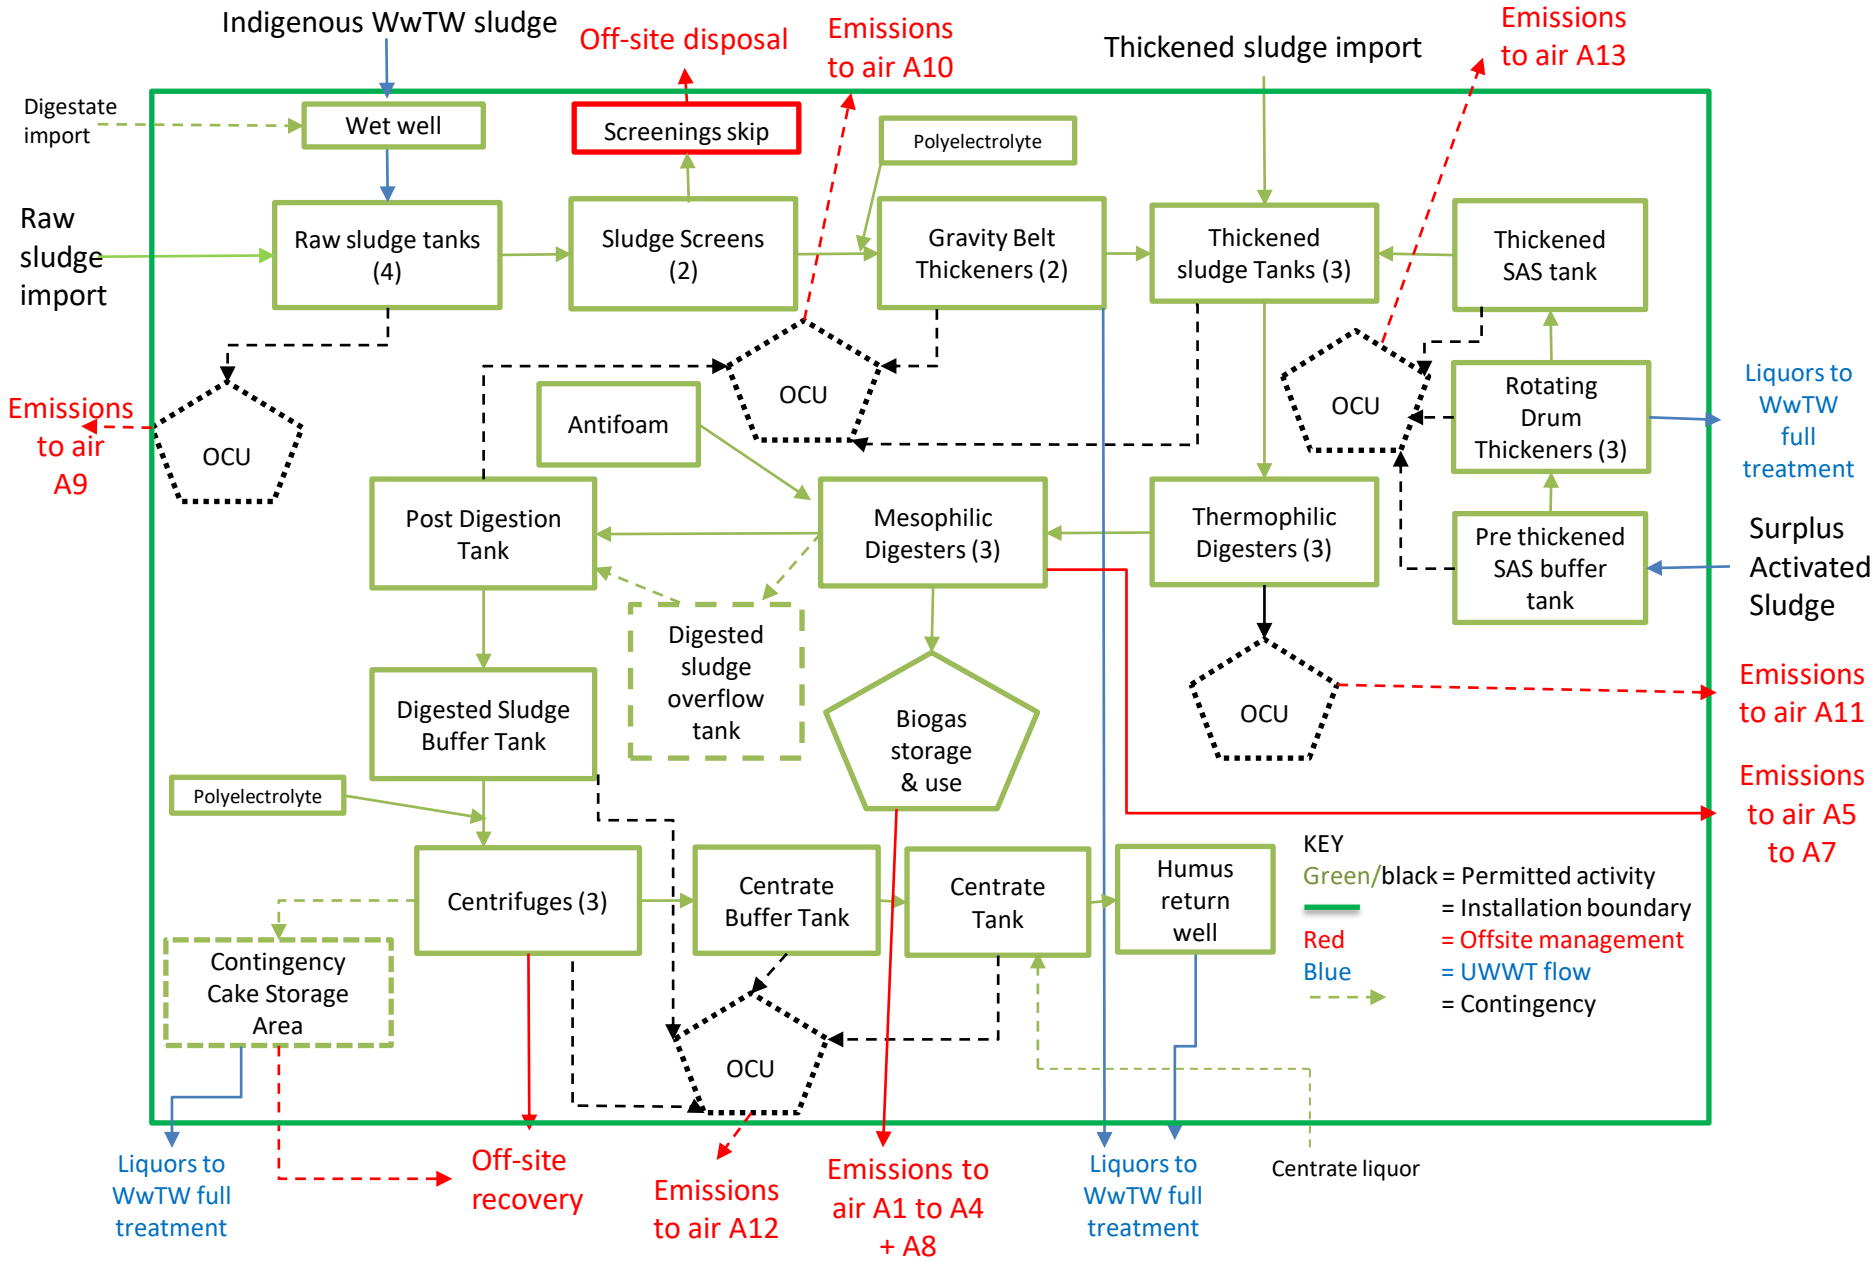 Indigenous WwTW sludge
Off-site disposal
Emissions
to air A10
Thickened sludge import
Emissions
to air A13
Digestate
import
Wet well
Screenings skip
Polyelectrolyte
Raw
sludge
import
Raw sludge tanks
(4)
Sludge Screens
(2)
Gravity Belt
Thickeners (2)
Thickened
sludge Tanks (3)
Thickened
SAS tank
Emissions
to air
A9
OCU
Antifoam
OCU
OCU
Rotating
Drum
Thickeners (3)
Liquors to
WwTW
full
treatment
Post Digestion
Tank
Mesophilic
Digesters (3)
Thermophilic
Digesters (3)
Pre thickened
SAS buffer
tank
Surplus
Activated
Sludge
Digested
sludge
overflow
tank
Digested Sludge
Buffer Tank
Biogas
storage
& use
OCU
Emissions
to air A11
Polyelectrolyte
Emissions
to air A5
to A7
Centrifuges (3)
Centrate
Buffer Tank
Centrate
Tank
Humus
return
well
KEY
Green/black = Permitted activity
= Installation boundary
Red = Offsite management
Blue = UWWT flow
= Contingency
Contingency
Cake Storage
Area
OCU
Liquors to
WwTW full
treatment
Off-site
recovery
Emissions
to air A12
Emissions to
air A1 to A4
+ A8
Liquors to
WwTW full
treatment
Centrate liquor